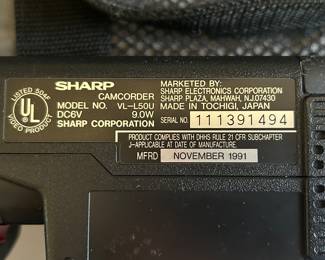 LISTED 504F
UL
VIDEO PRODUCT
SHARP
CAMCORDER
MODEL NO. VL-L50U
DC6V 9.0W
SHARP CORPORATION
MARKETED BY:
SHARP ELECTRONICS CORPORATION
SHARP PLAZA, MAHWAH, NJ.07430
MADE IN TOCHIGI, JAPAN
SERIAL NO. 111391494
PRODUCT COMPLIES WITH DHHS RULE 21 CFR SUBCHAPTER
J-APPLICABLE AT DATE OF MANUFACTURE.
MFRD NOVEMBER 1991